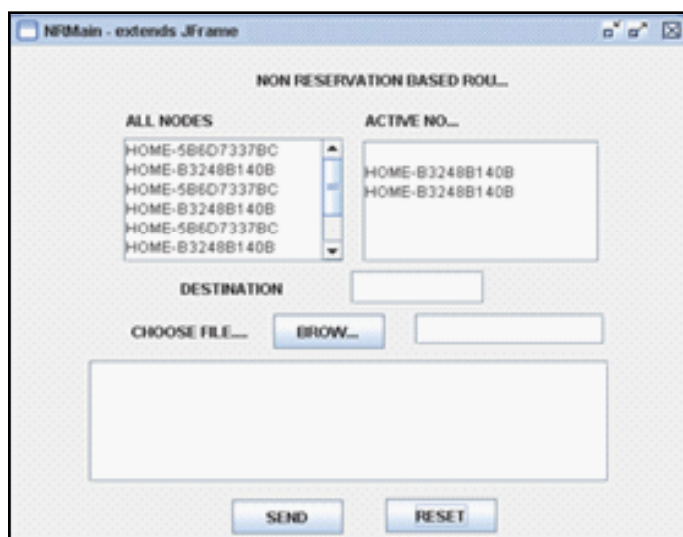 NRMain - extends JFrame
NON RESERVATION BASED ROU...
ALL NODES
ACTIVE NO...
HOME-5B6D7337BC
HOME-B3248B140B
HOME-5B6D7337BC
HOME-B3248B140B
HOME-5B6D7337BC
HOME-B3248B140B
HOME-B3248B140B
HOME-B3248B140B
DESTINATION
CHOOSE FILE....
BROW...
SEND
RESET